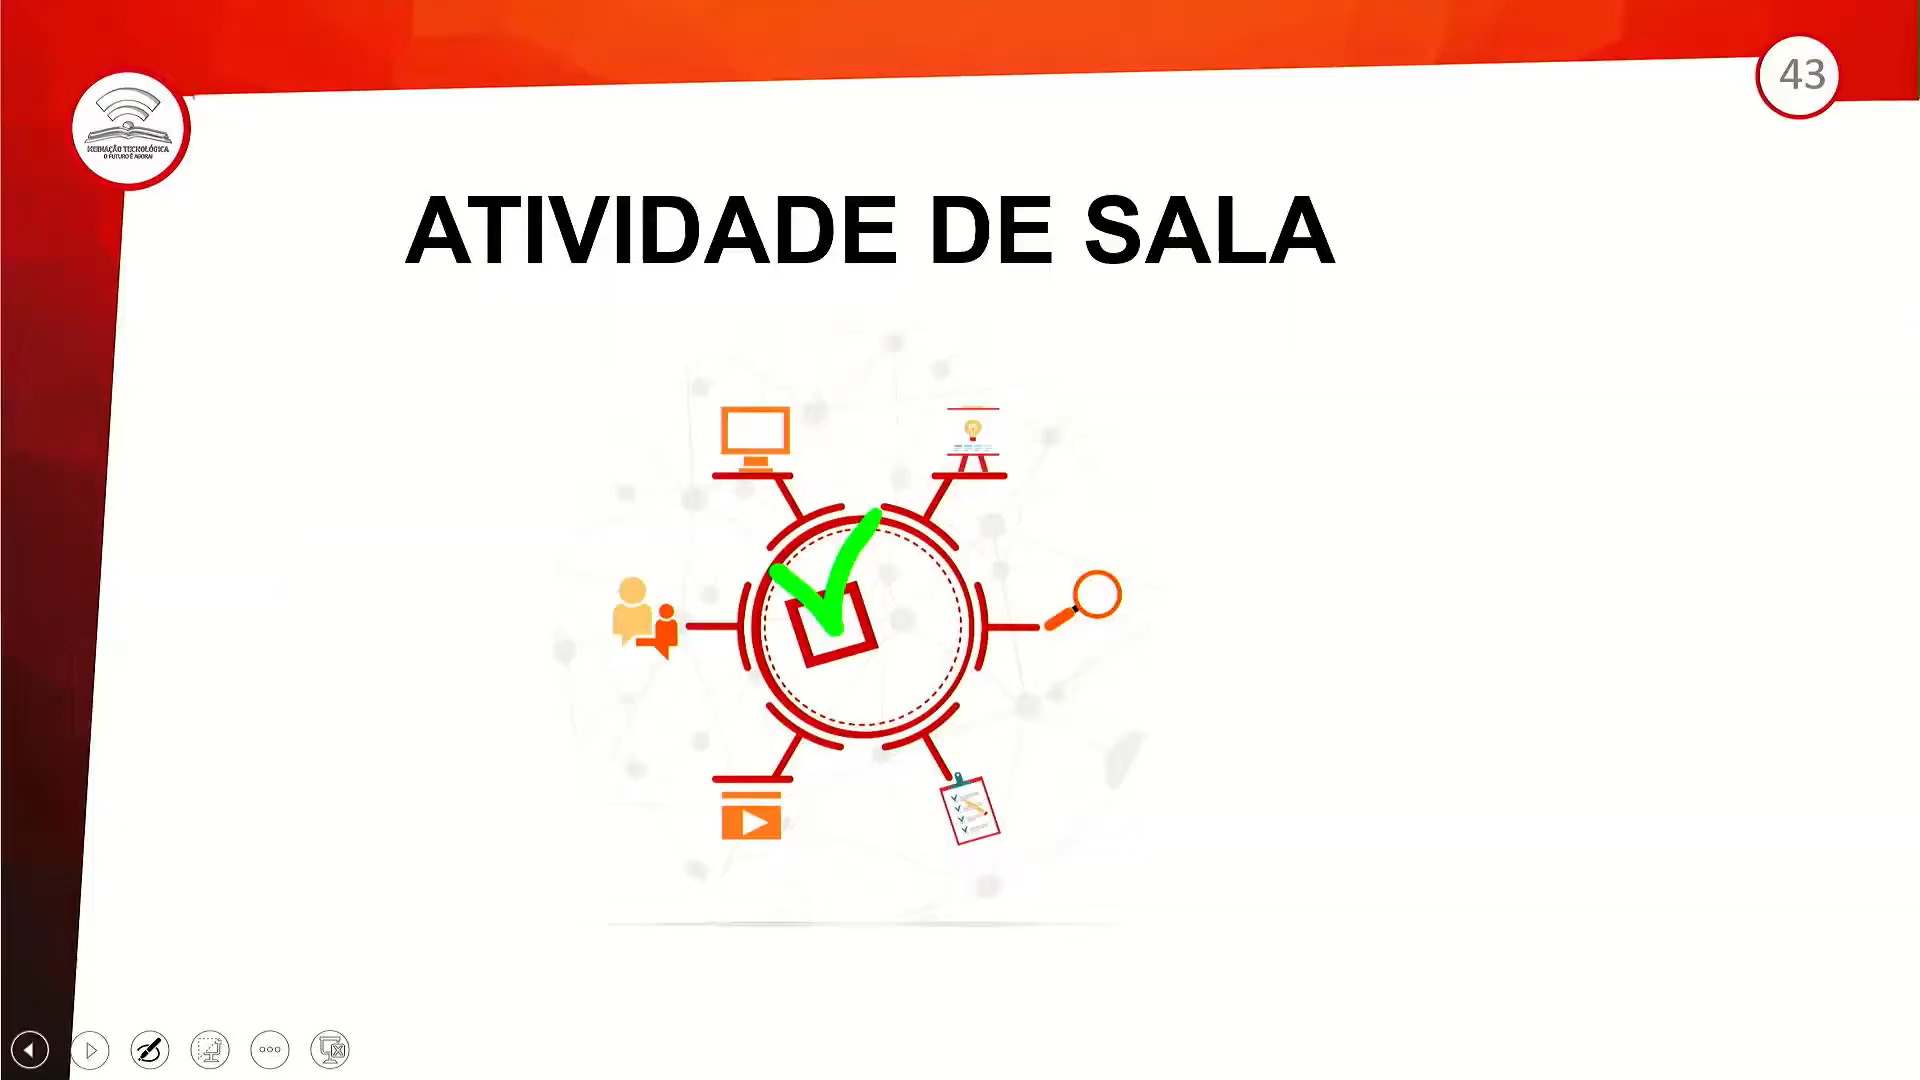 43
MEDIAÇÃO TECNOLÓGICA
O FUTURO É AGORA!
ATIVIDADE DE SALA